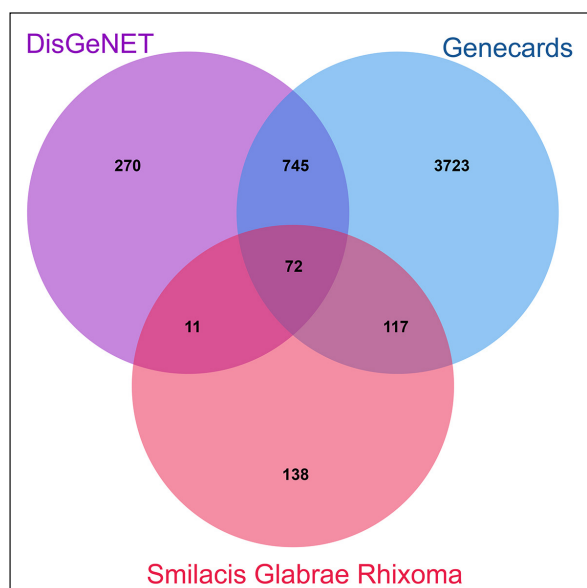 DisGeNET
Genecards
270
745
3723
72
11
117
138
Smilacis Glabrae Rhixoma